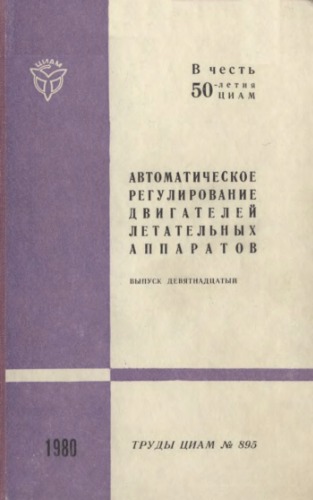 ЦИАМ
В честь
50-летия
ЦИАМ
АВТОМАТИЧЕСКОЕ
РЕГУЛИРОВАНИЕ
ДВИГАТЕЛЕЙ
ЛЕТАТЕЛЬНЫХ
АППАРАТОВ
ВЫПУСК ДЕВЯТНАДЦАТЫЙ
1980
ТРУДЫ ЦИАМ № 895